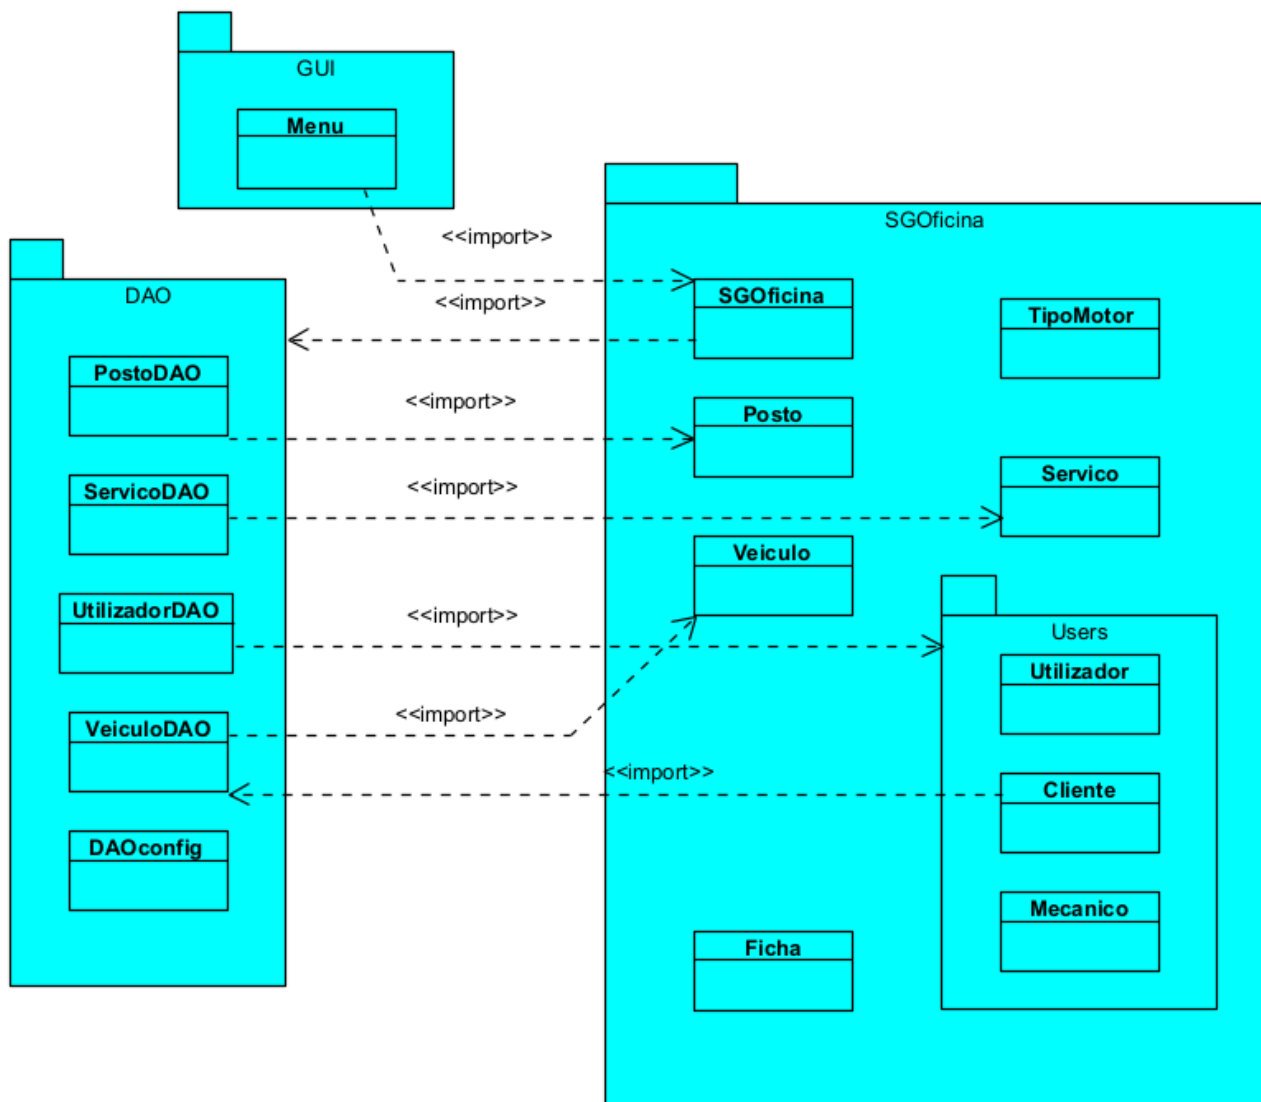 GUI
Menu
<<import>>
SGOficina
DAO
<<import>>
SGOficina
TipoMotor
PostoDAO
<<import>>
Posto
ServicoDAO
<<import>>
Servico
Veiculo
UtilizadorDAO
<<import>>
Users
Utilizador
VeiculoDAO
<<import>>
<<import>>
Cliente
DAOconfig
Mecanico
Ficha